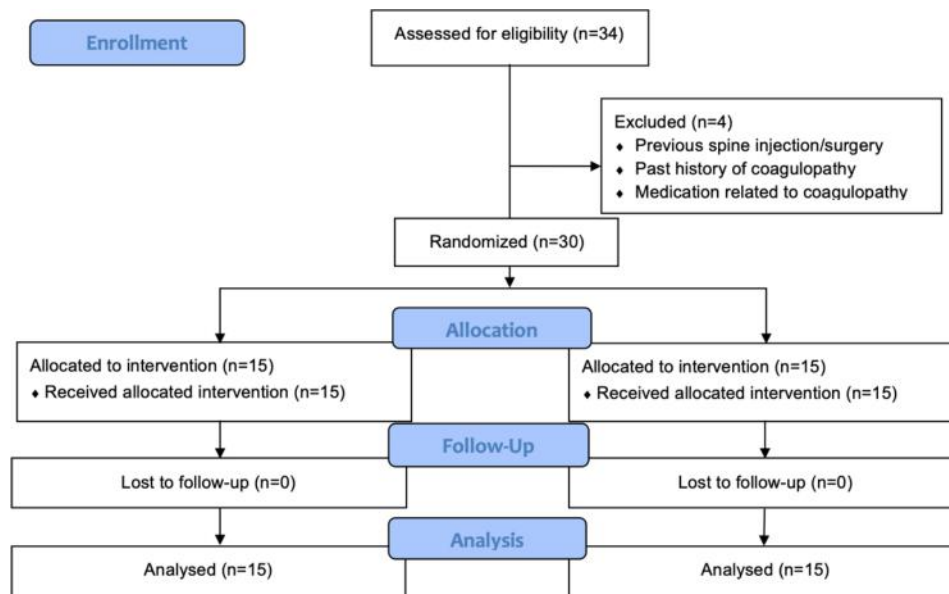 Enrollment
Assessed for eligibility (n=34)
Excluded (n=4)
♦ Previous spine injection/surgery
♦ Past history of coagulopathy
♦ Medication related to coagulopathy
Randomized (n=30)
Allocation
Allocated to intervention (n=15)
♦ Received allocated intervention (n=15)
Allocated to intervention (n=15)
♦ Received allocated intervention (n=15)
Follow-Up
Lost to follow-up (n=0)
Lost to follow-up (n=0)
Analysis
Analysed (n=15)
Analysed (n=15)